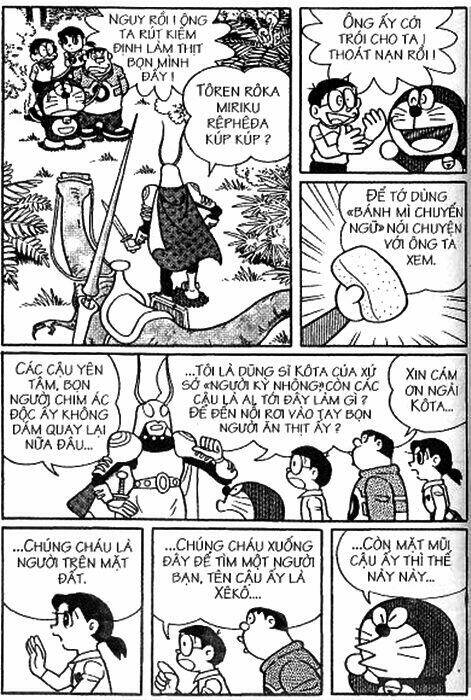 NGUY RỒI! ÔNG
TA RÚT KIẾM
ĐỊNH LÀM THỊT
BỌN MÌNH
ĐẤY!
TÔREN RÔKA
MIRIKU
RÊPHÊĐA
KÚP KÚP?
ÔNG ẤY CỞI
TRÓI CHO TA!
THOÁT NẠN RỒI!
ĐỂ TỚ DÙNG
«BÁNH MÌ CHUYỂN
NGỮ» NÓI CHUYỆN
VỚI ÔNG TA
XEM.
CÁC CẬU YÊN
TÂM, BỌN
NGƯỜI CHIM ÁC
ĐỘC ẤY KHÔNG
DÁM QUAY LẠI
NỮA ĐÂU...
...TÔI LÀ DŨNG SĨ KÔTA CỦA XỨ
SỞ «NGƯỜI KỲ NHÔNG» CÒN CÁC
CẬU LÀ AI, TỚI ĐÂY LÀM GÌ?
ĐỂ ĐẾN NỖI RƠI VÀO TAY BỌN
NGƯỜI ĂN THỊT ẤY?
XIN CÁM
ƠN NGÀI
KÔTA...
...CHÚNG CHÁU LÀ
NGƯỜI TRÊN MẶT
ĐẤT.
...CHÚNG CHÁU XUỐNG
ĐÂY ĐỂ TÌM MỘT NGƯỜI
BẠN, TÊN CẬU ẤY LÀ
XÊKÔ....
...CÒN MẶT MŨI
CẬU ẤY THÌ THẾ
NÀY NÀY...